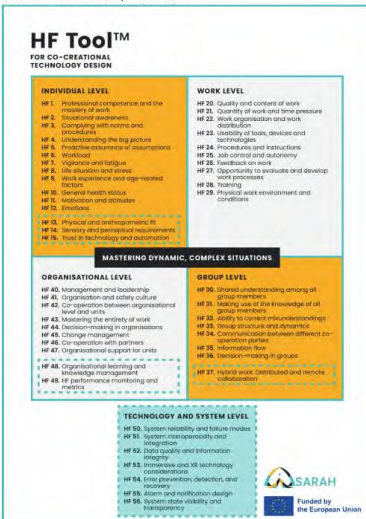 HF Tool™
FOR CO-CREATIONAL
TECHNOLOGY DESIGN
INDIVIDUAL LEVEL
HF 1. Professional competence and the
mastery of work
HF 2. Situational awareness
HF 3. Complying with norms and
procedures
HF 4. Understanding the big picture
HF 5. Proactive assurance of assumptions
HF 6. Workload
HF 7. Vigilance and fatigue
HF 8. Life situation and stress
HF 9. Work experience and age-related
factors
HF 10. General health status
HF 11. Motivation and attitudes
HF 12. Emotions
HF 13. Physical and anthropometric fit
HF 14. Sensory and perceptual requirements
HF 15. Trust in technology and automation
WORK LEVEL
HF 20. Quality and content of work
HF 21. Quantity of work and time pressure
HF 22. Work organisation and work
distribution
HF 23. Usability of tools, devices and
technologies
HF 24. Procedures and instructions
HF 25. Job control and autonomy
HF 26. Feedback on work
HF 27. Opportunity to evaluate and develop
work processes
HF 28. Training
HF 29. Physical work environment and
conditions
MASTERING DYNAMIC, COMPLEX SITUATIONS
ORGANISATIONAL LEVEL
HF 40. Management and leadership
HF 41. Organisation and safety culture
HF 42. Co-operation between organisational
level and units
HF 43. Mastering the entirety of work
HF 44. Decision-making in organisations
HF 45. Change management
HF 46. Co-operation with partners
HF 47. Organisational support for units
HF 48. Organisational learning and
knowledge management
HF 49. HF performance monitoring and
metrics
GROUP LEVEL
HF 30. Shared understanding among all
group members
HF 31. Making use of the knowledge of all
group members
HF 32. Ability to correct misunderstandings
HF 33. Group structure and dynamics
HF 34. Communication between different co-
operation parties
HF 35. Information flow
HF 36. Decision-making in groups
HF 37. Hybrid work: Distributed and remote
collaboration
TECHNOLOGY AND SYSTEM LEVEL
HF 50. System reliability and failure modes
HF 51. System interoperability and
integration
HF 52. Data quality and information
integrity
HF 53. Immersive and XR technology
considerations
HF 54. Error prevention, detection, and
recovery
HF 55. Alarm and notification design
HF 56. System state visibility and
transparency
SARAH
Funded by
the European Union